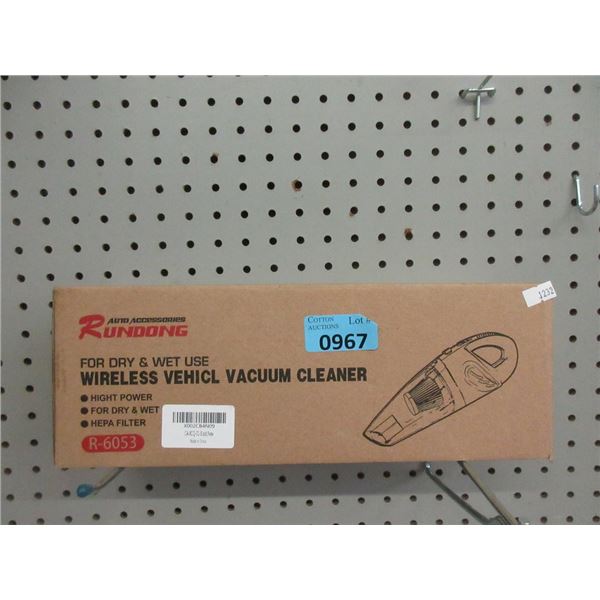 AUTO ACCESSORIES
RUNDONG
COTTON AUCTIONS Lot #
0967
1232
FOR DRY & WET USE
WIRELESS VEHICL VACUUM CLEANER
HIGHT POWER
FOR DRY & WET
HEPA FILTER
R-6053